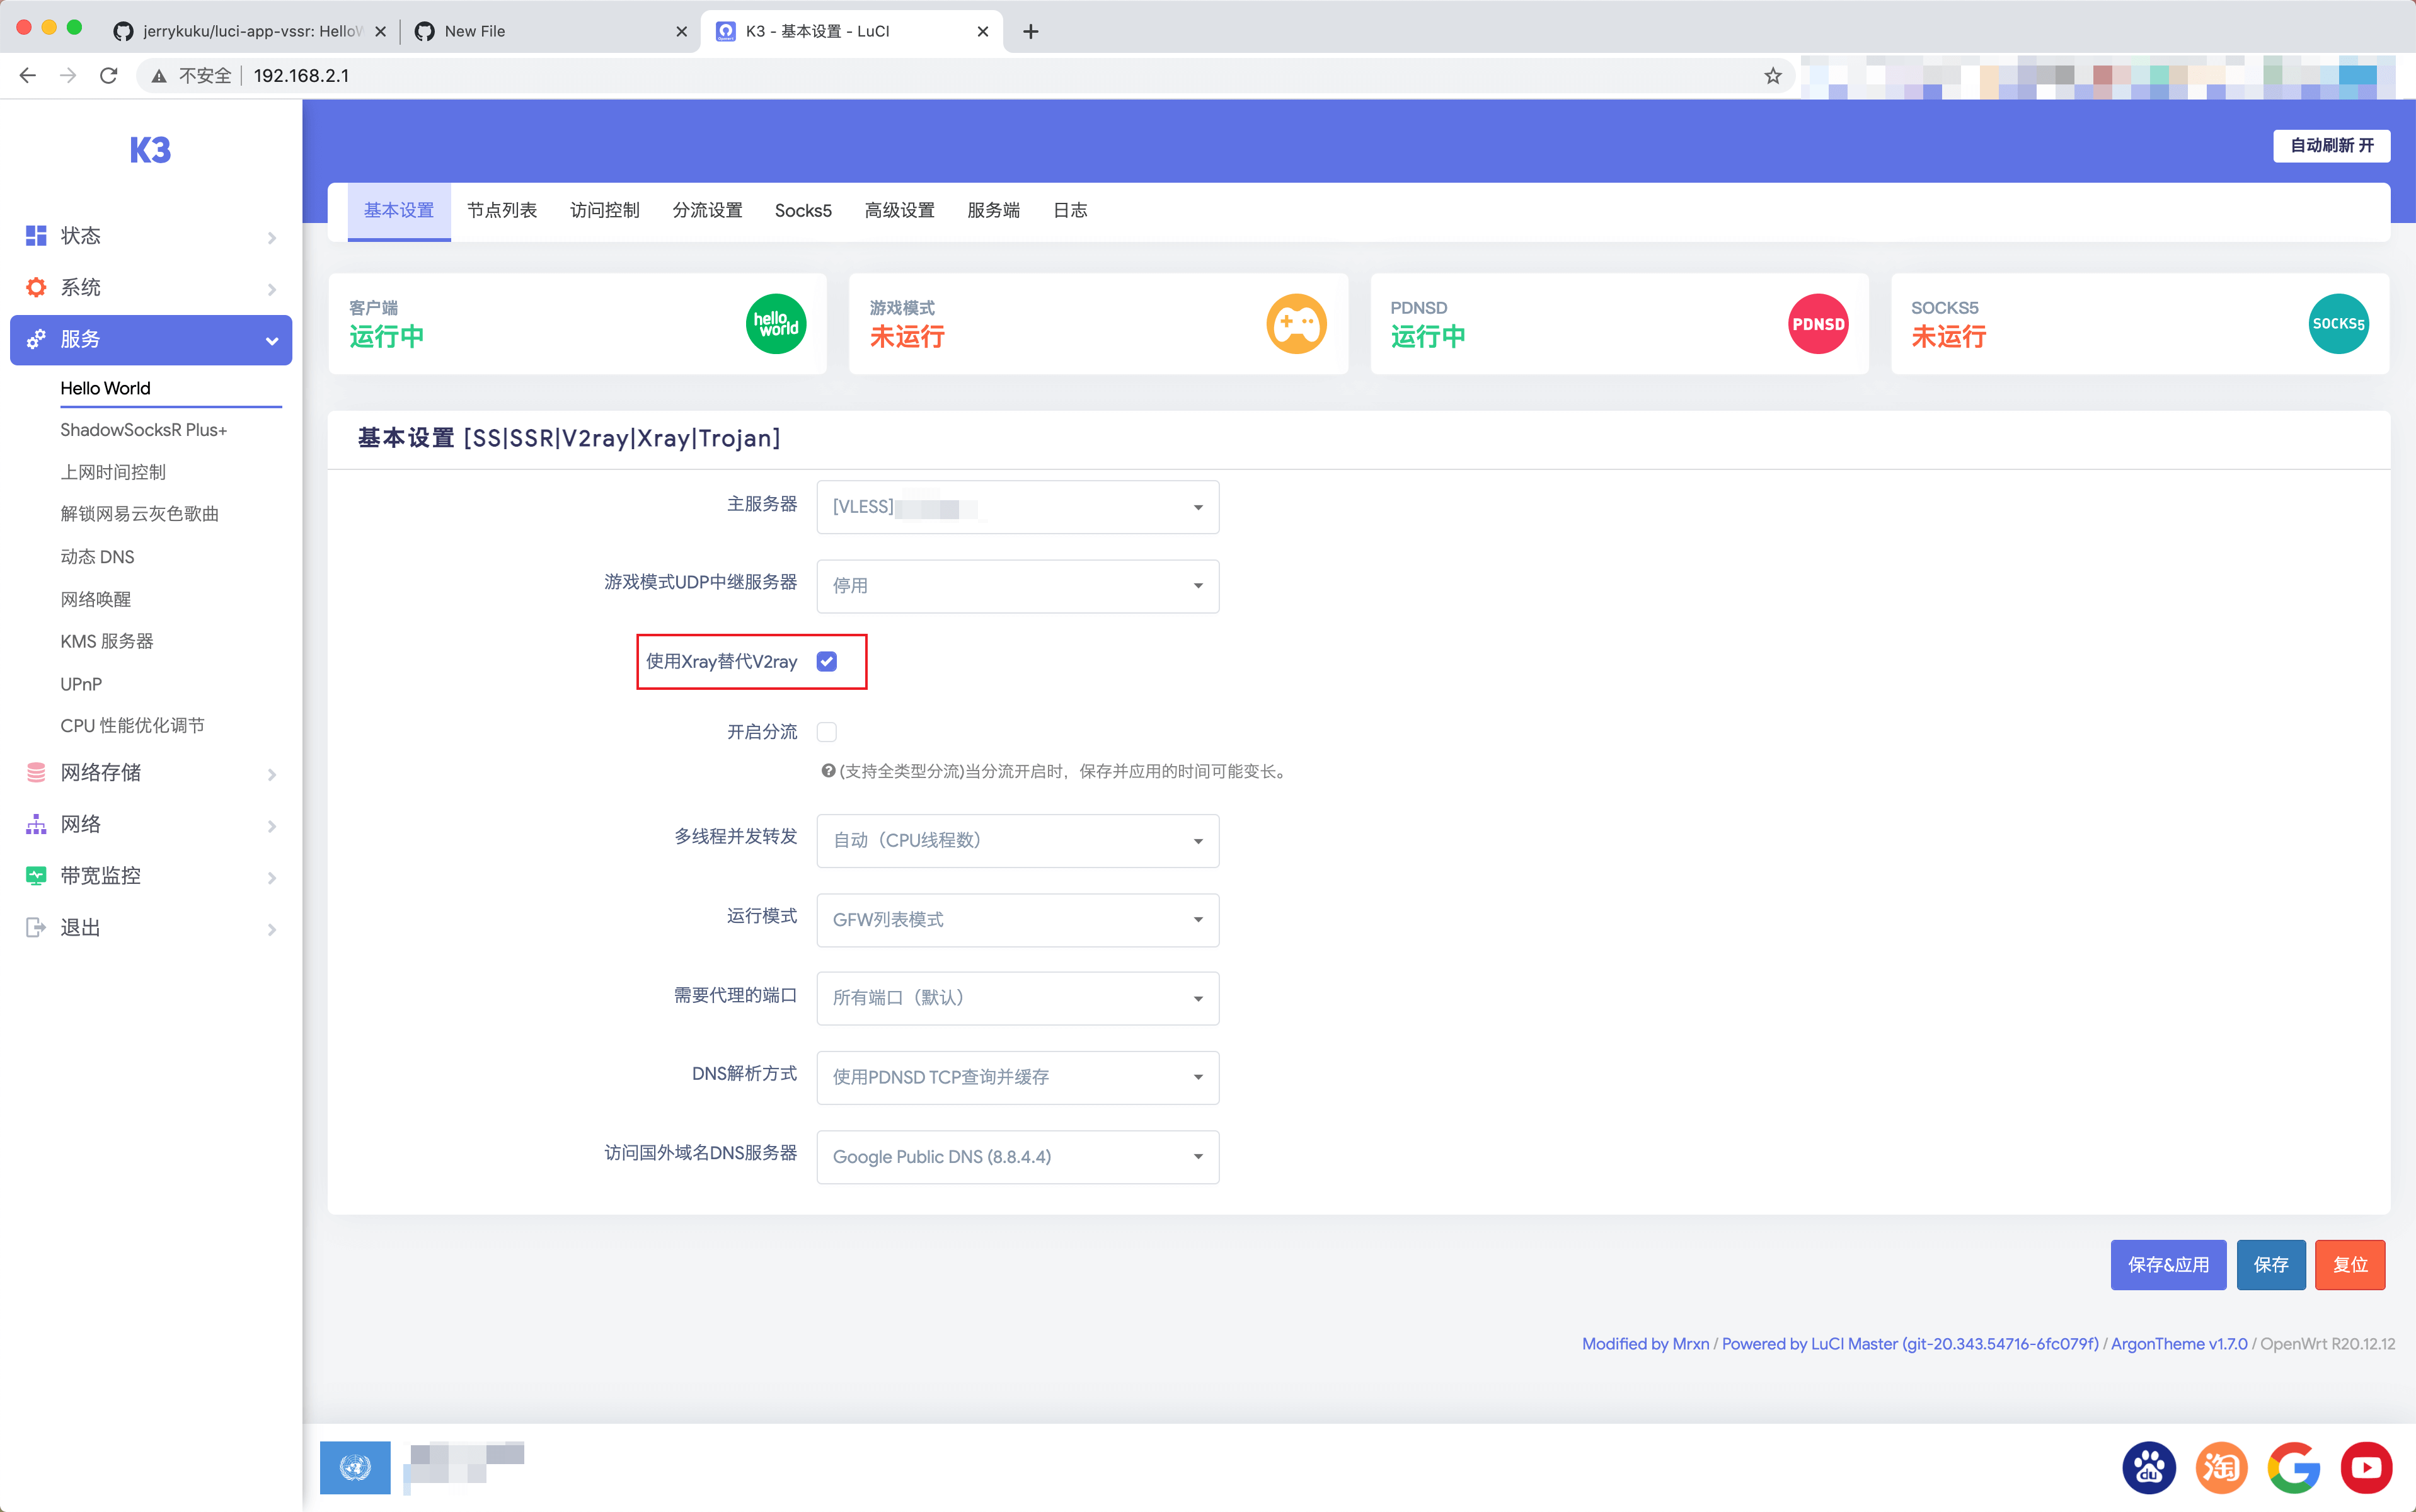 jerrykuku/luci-app-vssr: Hello
New File
K3 - 基本设置 - LuCI
不安全
192.168.2.1
K3
自动刷新 开
基本设置 节点列表 访问控制 分流设置 Socks5 高级设置 服务端 日志
状态
系统
服务
Hello World
ShadowSocksR Plus+
上网时间控制
解锁网易云灰色歌曲
动态 DNS
网络唤醒
KMS 服务器
UPnP
CPU 性能优化调节
网络存储
网络
带宽监控
退出
客户端
运行中
hello world
游戏模式
未运行
PDNSD
运行中
PDNSD
SOCKS5
未运行
SOCKS5
基本设置 [SS|SSR|V2ray|Xray|Trojan]
主服务器 [VLESS]
游戏模式UDP中继服务器 停用
使用Xray替代V2ray
开启分流
(支持全类型分流)当分流开启时，保存并应用的时间可能变长。
多线程并发转发 自动（CPU线程数）
运行模式 GFW列表模式
需要代理的端口 所有端口（默认）
DNS解析方式 使用PDNSD TCP查询并缓存
访问国外域名DNS服务器 Google Public DNS (8.8.4.4)
保存&应用 保存 复位
Modified by Mrxn / Powered by LuCI Master (git-20.343.54716-6fc079f) / ArgonTheme v1.7.0 / OpenWrt R20.12.12
du 淘 G